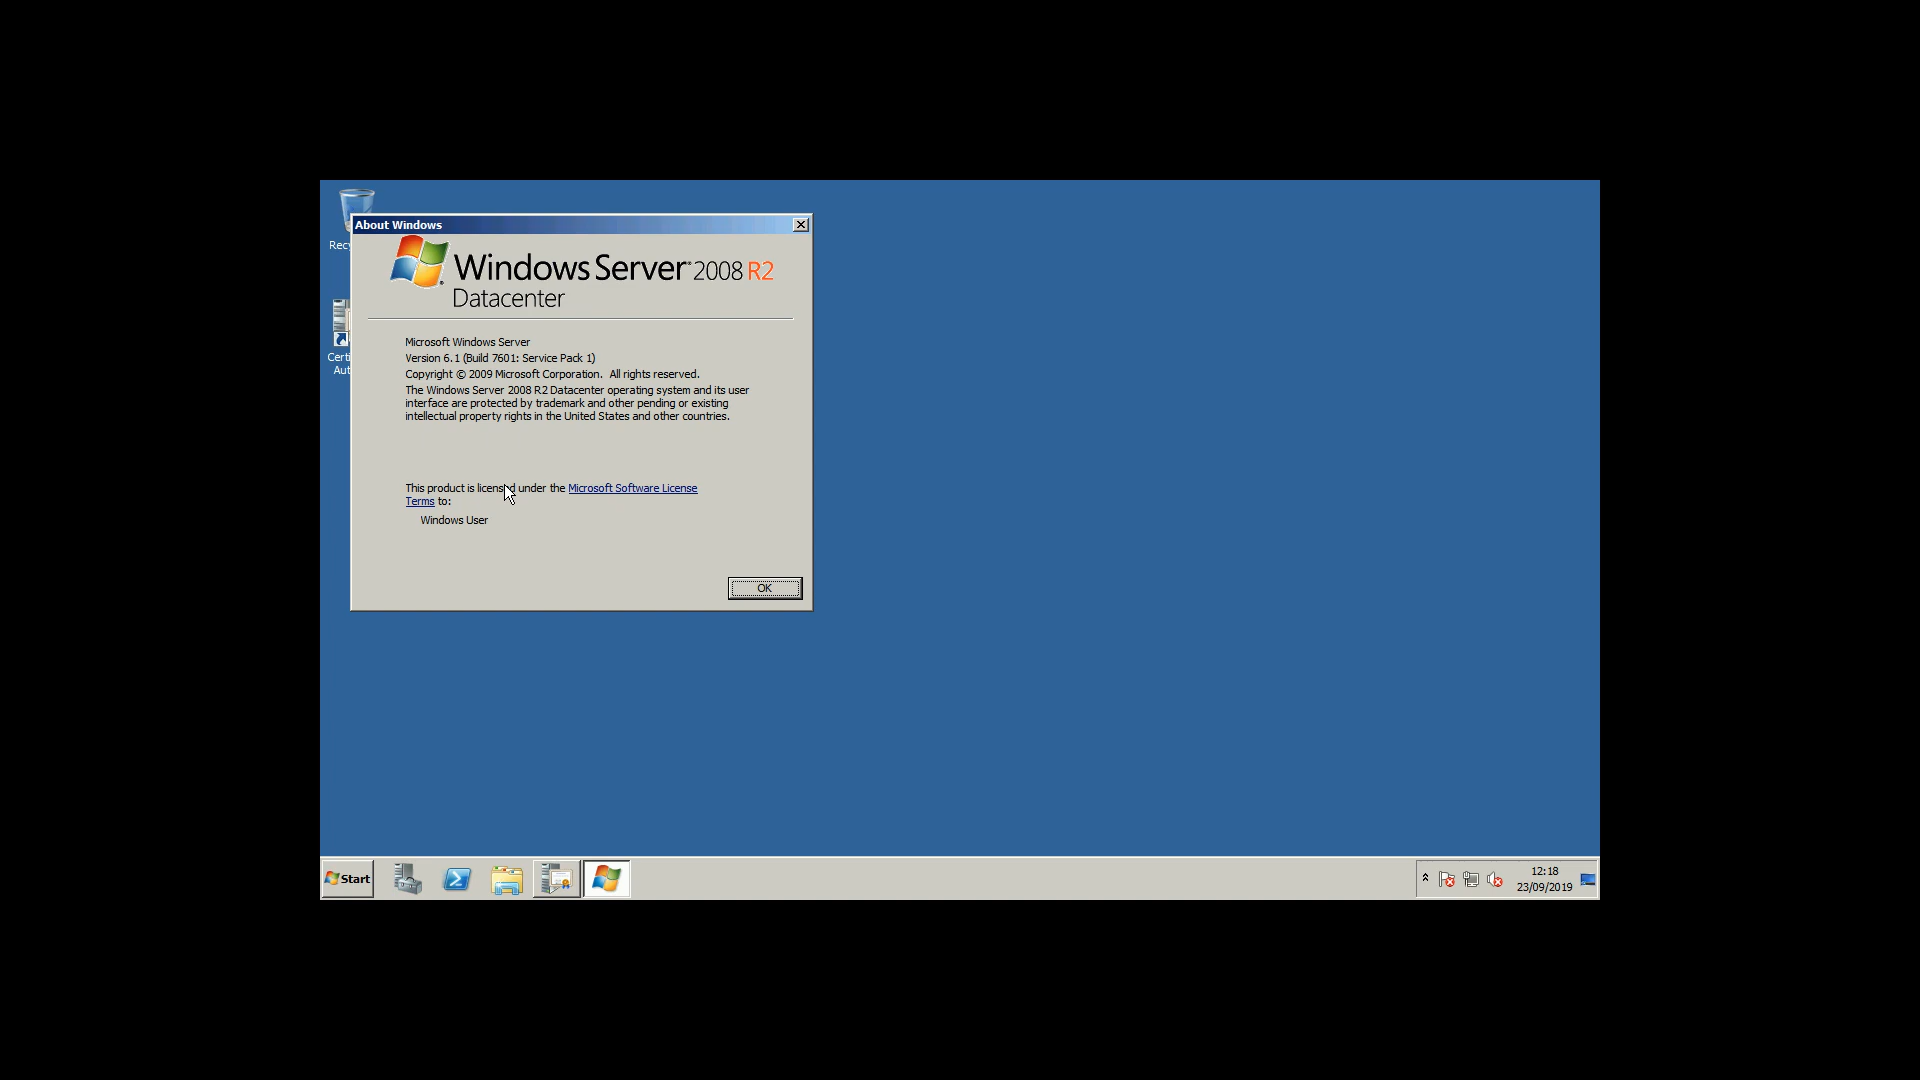 Recy
About Windows
Windows Server 2008 R2
Datacenter
Microsoft Windows Server
Version 6.1 (Build 7601: Service Pack 1)
Copyright © 2009 Microsoft Corporation. All rights reserved.
The Windows Server 2008 R2 Datacenter operating system and its user
interface are protected by trademark and other pending or existing
intellectual property rights in the United States and other countries.
Certi
Aut
This product is licensed under the Microsoft Software License
Terms to:
Windows User
OK
Start
12:18
23/09/2019